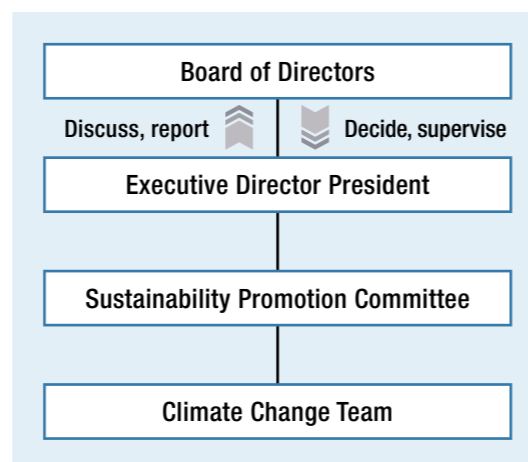 Board of Directors
Discuss, report
Decide, supervise
Executive Director President
Sustainability Promotion Committee
Climate Change Team